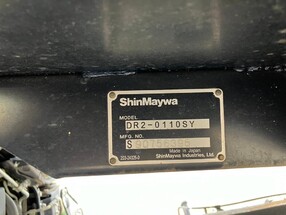 ShinMaywa
MODEL
DR2-0110SY
MFG. NO.
S
Made in Japan
ShinMaywa Industries, Ltd.